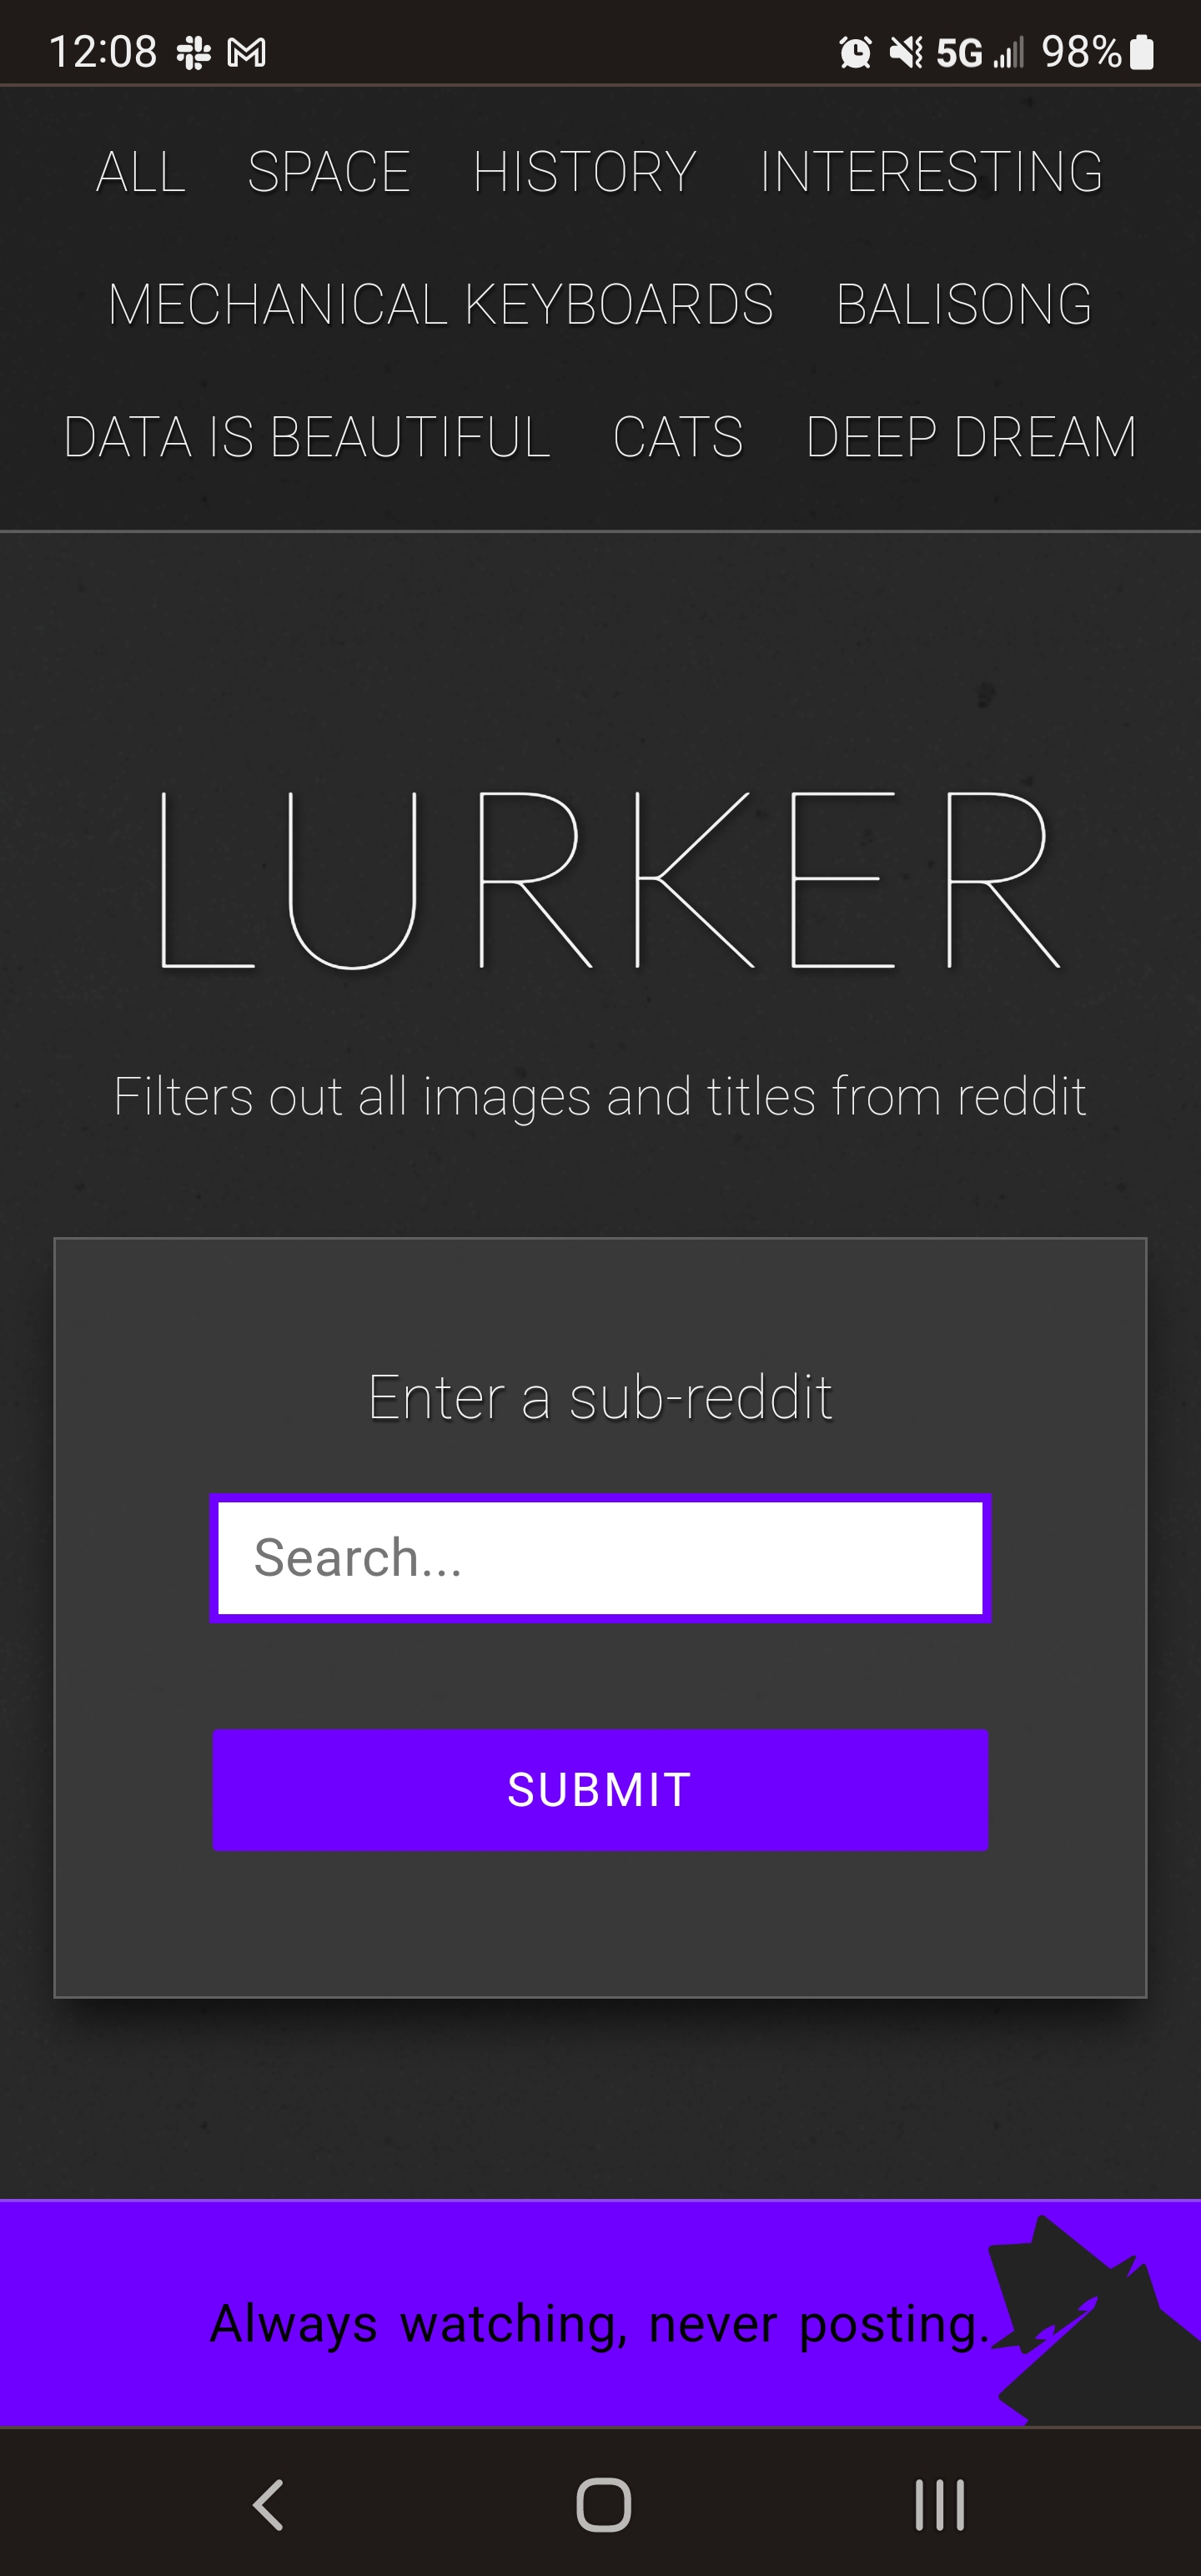 12:08 5G 98%
ALL SPACE HISTORY INTERESTING
MECHANICAL KEYBOARDS BALISONG
DATA IS BEAUTIFUL CATS DEEP DREAM
LURKER
Filters out all images and titles from reddit
Enter a sub-reddit
Search...
SUBMIT
Always watching, never posting.